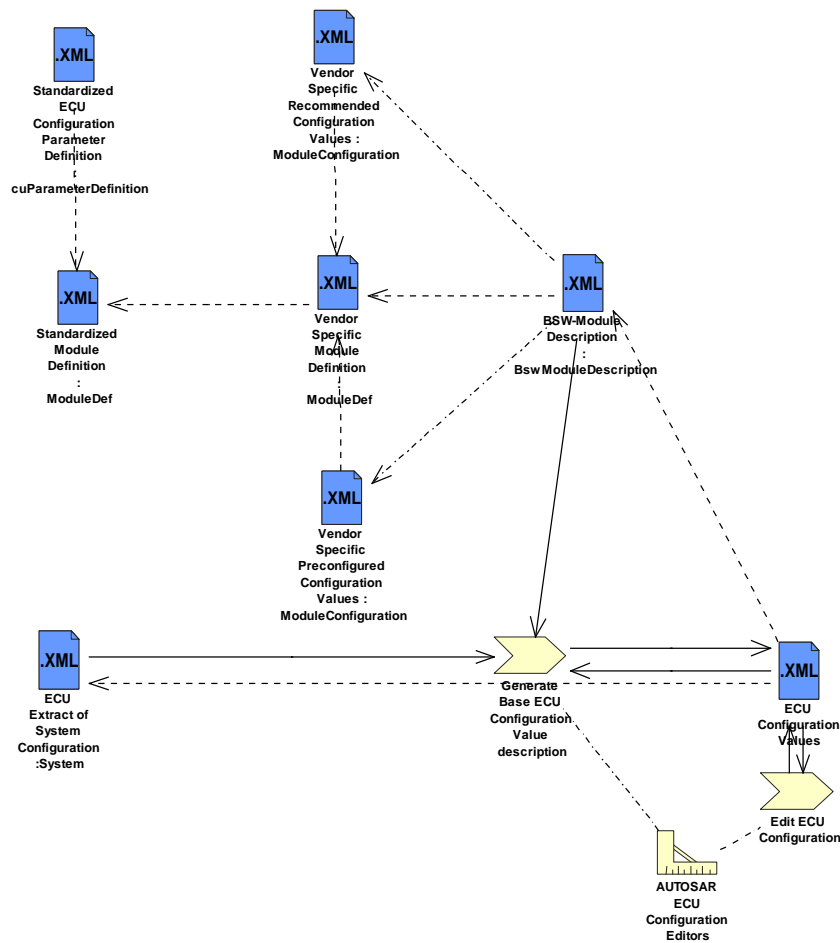 .XML
Standardized
ECU
Configuration
Parameter
Definition
:
cuParameterDefinition
.XML
Vendor
Specific
Recommended
Configuration
Values :
ModuleConfiguration
.XML
Standardized
Module
Definition
:
ModuleDef
.XML
Vendor
Specific
Module
Definition
:
ModuleDef
.XML
BSW-Module
Description
:
BswModuleDescription
.XML
Vendor
Specific
Preconfigured
Configuration
Values :
ModuleConfiguration
.XML
ECU
Extract of
System
Configuration
:System
Generate
Base ECU
Configuration
Value
description
.XML
ECU
Configuration
Values
Edit ECU
Configuration
AUTOSAR
ECU
Configuration
Editors